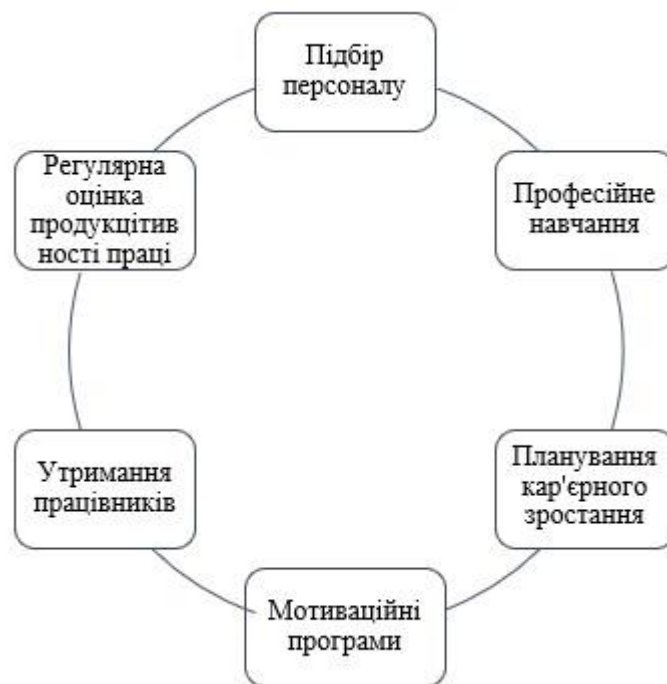 Підбір
персоналу
Професійне
навчання
Планування
кар'єрного
зростання
Мотиваційні
програми
Утримання
працівників
Регулярна
оцінка
продукцітив
ності праці